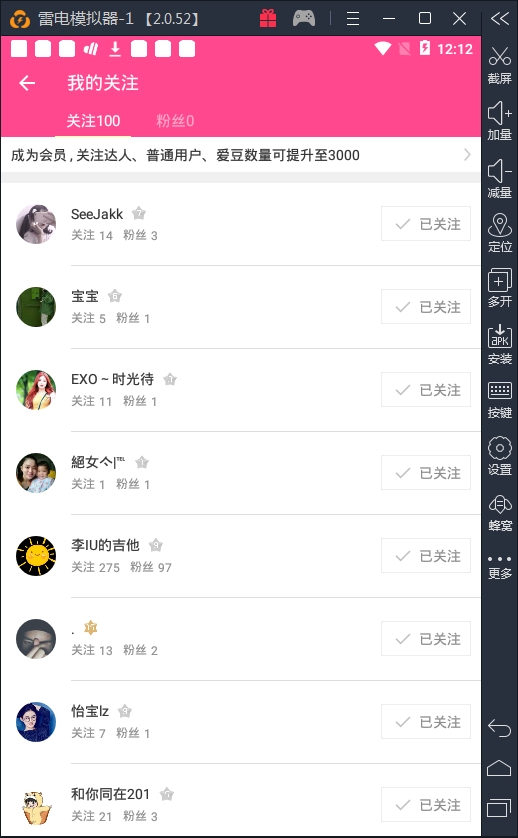 雷电模拟器-1 【2.0.52】
12:12
我的关注
关注100 粉丝0
成为会员 , 关注达人、普通用户、爱豆数量可提升至3000
SeeJakk
关注 14 粉丝 3
已关注
宝宝
关注 5 粉丝 1
已关注
EXO ~ 时光待
关注 11 粉丝 1
已关注
絕女亽|℡
关注 1 粉丝 1
已关注
李IU的吉他
关注 275 粉丝 97
已关注
.
关注 13 粉丝 2
已关注
怡宝lz
关注 7 粉丝 1
已关注
和你同在201
关注 21 粉丝 3
已关注
截屏
加量
减量
定位
多开
APK
安装
按键
设置
蜂窝
更多